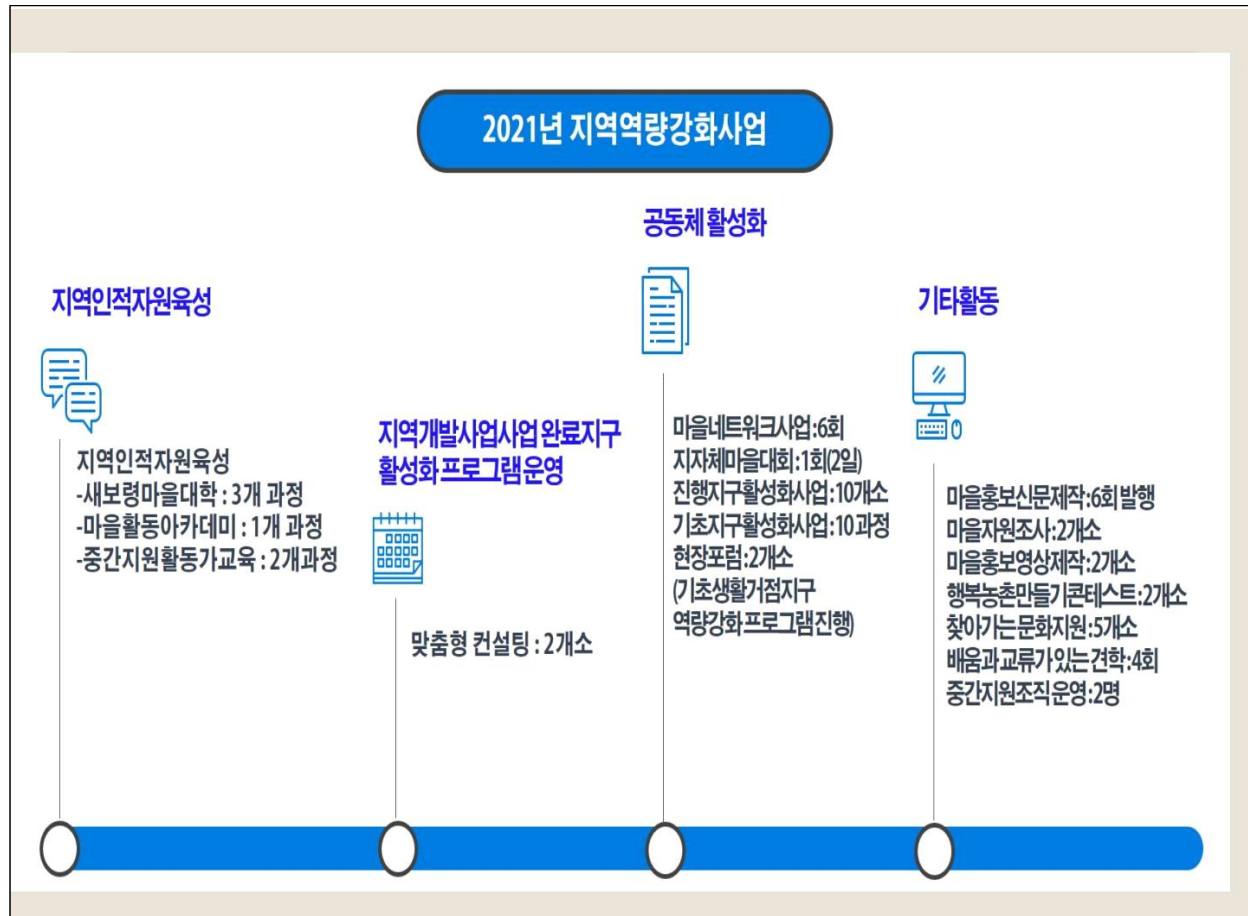 2021년 지역역량강화사업
지역인적자원육성
지역인적자원육성
-새보령마을대학 : 3개 과정
-마을활동아카데미 : 1개 과정
-중간지원활동가교육 : 2개과정
지역개발사업사업 완료지구
활성화 프로그램 운영
맞춤형 컨설팅 : 2개소
공동체 활성화
마을네트워크사업:6회
지자체마을대회:1회(2일)
진행지구활성화사업:10개소
기초지구활성화사업:10과정
현장포럼:2개소
(기초생활거점지구
역량강화 프로그램 진행)
기타활동
마을홍보신문제작:6회 발행
마을자원조사:2개소
마을홍보영상제작:2개소
행복농촌만들기콘테스트:2개소
찾아가는 문화지원:5개소
배움과 교류가 있는 견학:4회
중간지원조직 운영:2명